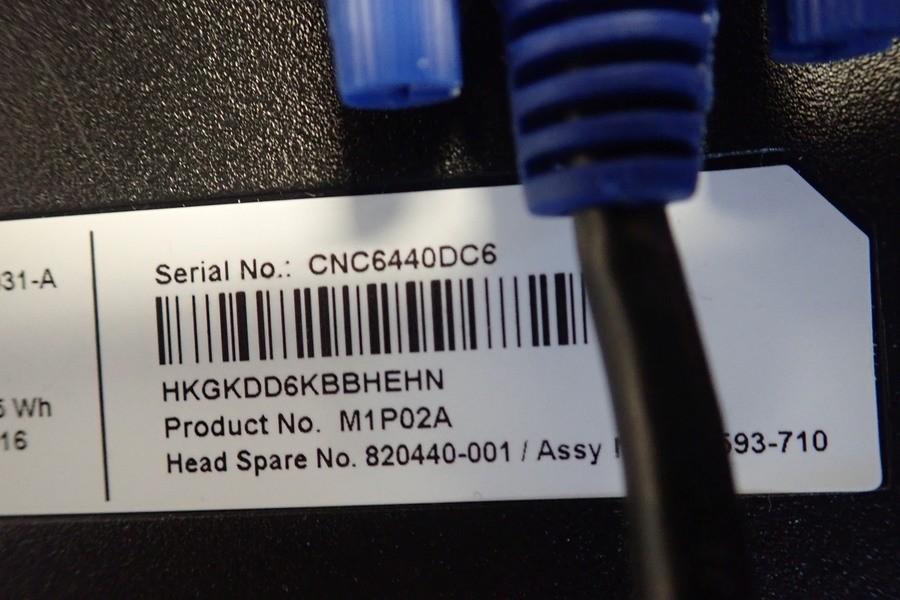 Serial No.: CNC6440DC6
HKGKDD6KBBHEHN
Product No. M1P02A
Head Spare No. 820440-001 / Assy 593-710
31-A
Wh
16